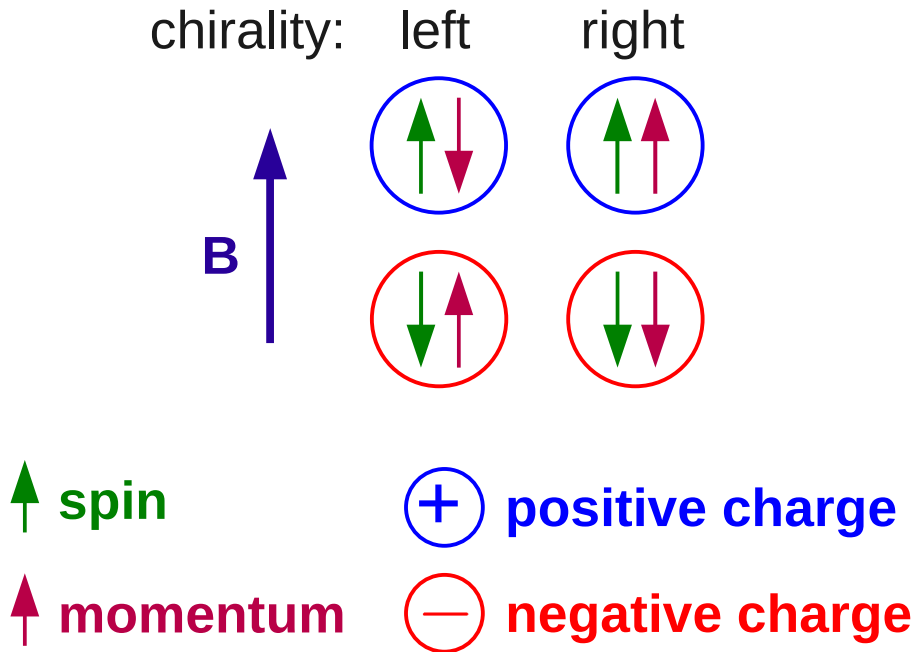 chirality: left right
B
spin
+ positive charge
momentum
− negative charge